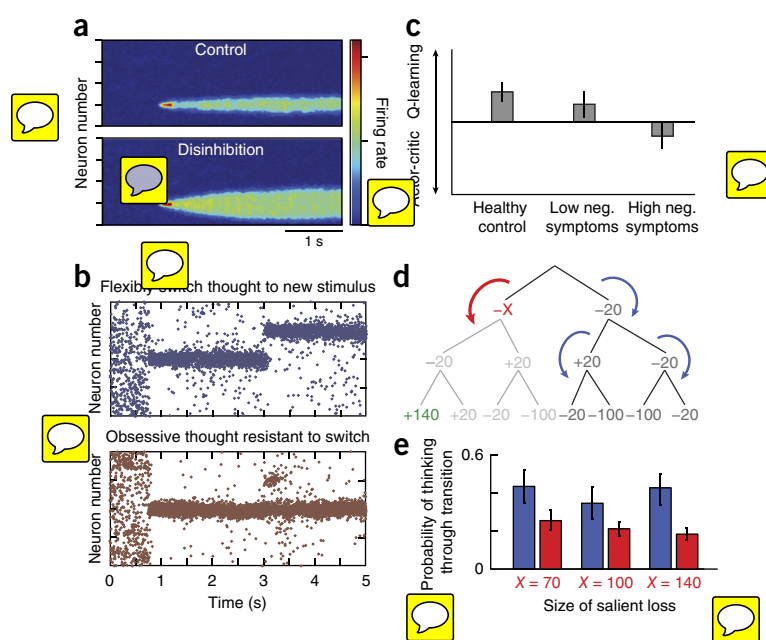 a
Control
Disinhibition
Neuron number
Firing rate
1 s
b
Flexibly switch thought to new stimulus
Neuron number
Obsessive thought resistant to switch
Neuron number
0 1 2 3 4 5
Time (s)
c
Q-learning
Actor-critic
Healthy control
Low neg. symptoms
High neg. symptoms
d
–X –20
–20 +20 +20 –20
+140 +20 –20 –100 –20 –100 –100 –20
e
Probability of thinking
through transition
0.6
0
X = 70 X = 100 X = 140
Size of salient loss